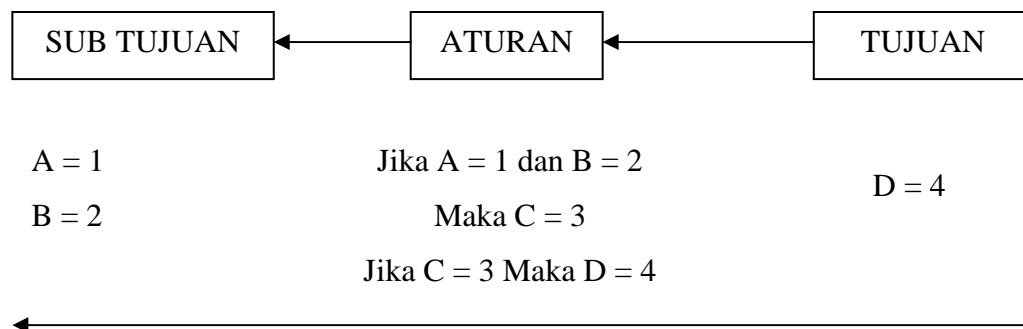 SUB TUJUAN
ATURAN
TUJUAN
A = 1
B = 2
Jika A = 1 dan B = 2
Maka C = 3
Jika C = 3 Maka D = 4
D = 4